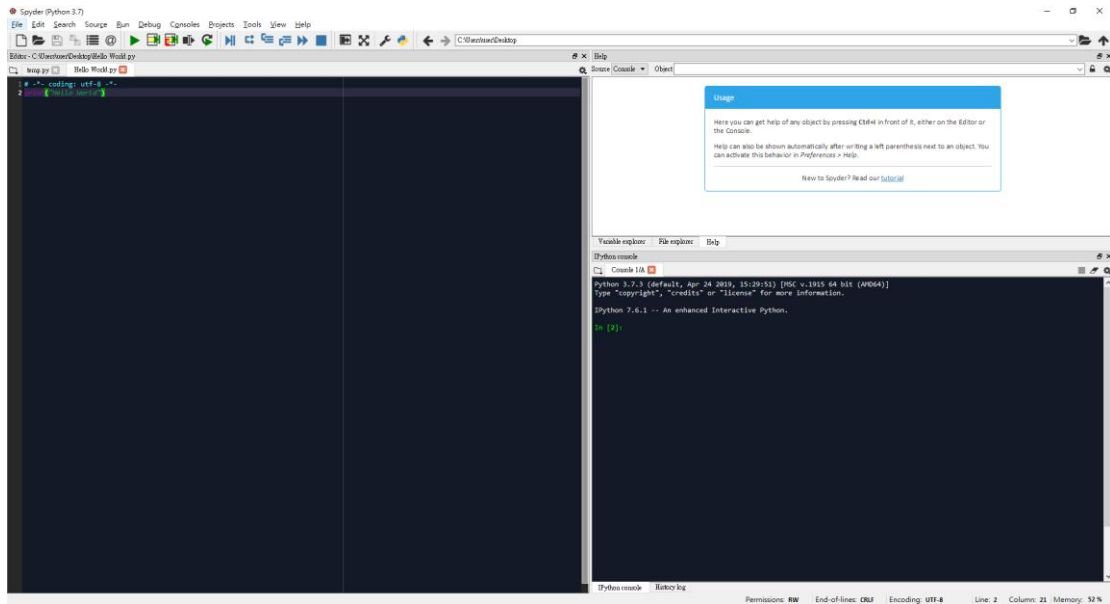 Spyder (Python 3.7)
File Edit Search Source Run Debug Consoles Projects Tools View Help
C:\Users\user\Desktop
Editor - C:\Users\user\Desktop\Hello World.py
temp.py Hello World.py
1 # -*- coding: utf-8 -*-
2 print("Hello World")
Help
Source Console Object
Usage
Here you can get help of any object by pressing Ctrl+I in front of it, either on the Editor or
the Console.
Help can also be shown automatically after writing a left parenthesis next to an object. You
can activate this behavior in Preferences > Help.
New to Spyder? Read our tutorial
Variable explorer File explorer Help
IPython console
Console 1/A
Python 3.7.3 (default, Apr 24 2019, 15:29:51) [MSC v.1915 64 bit (AMD64)]
Type "copyright", "credits" or "license" for more information.
IPython 7.6.1 -- An enhanced Interactive Python.
In [2]:
IPython console History log
Permissions: RW End-of-lines: CRLF Encoding: UTF-8 Line: 2 Column: 21 Memory: 52 %